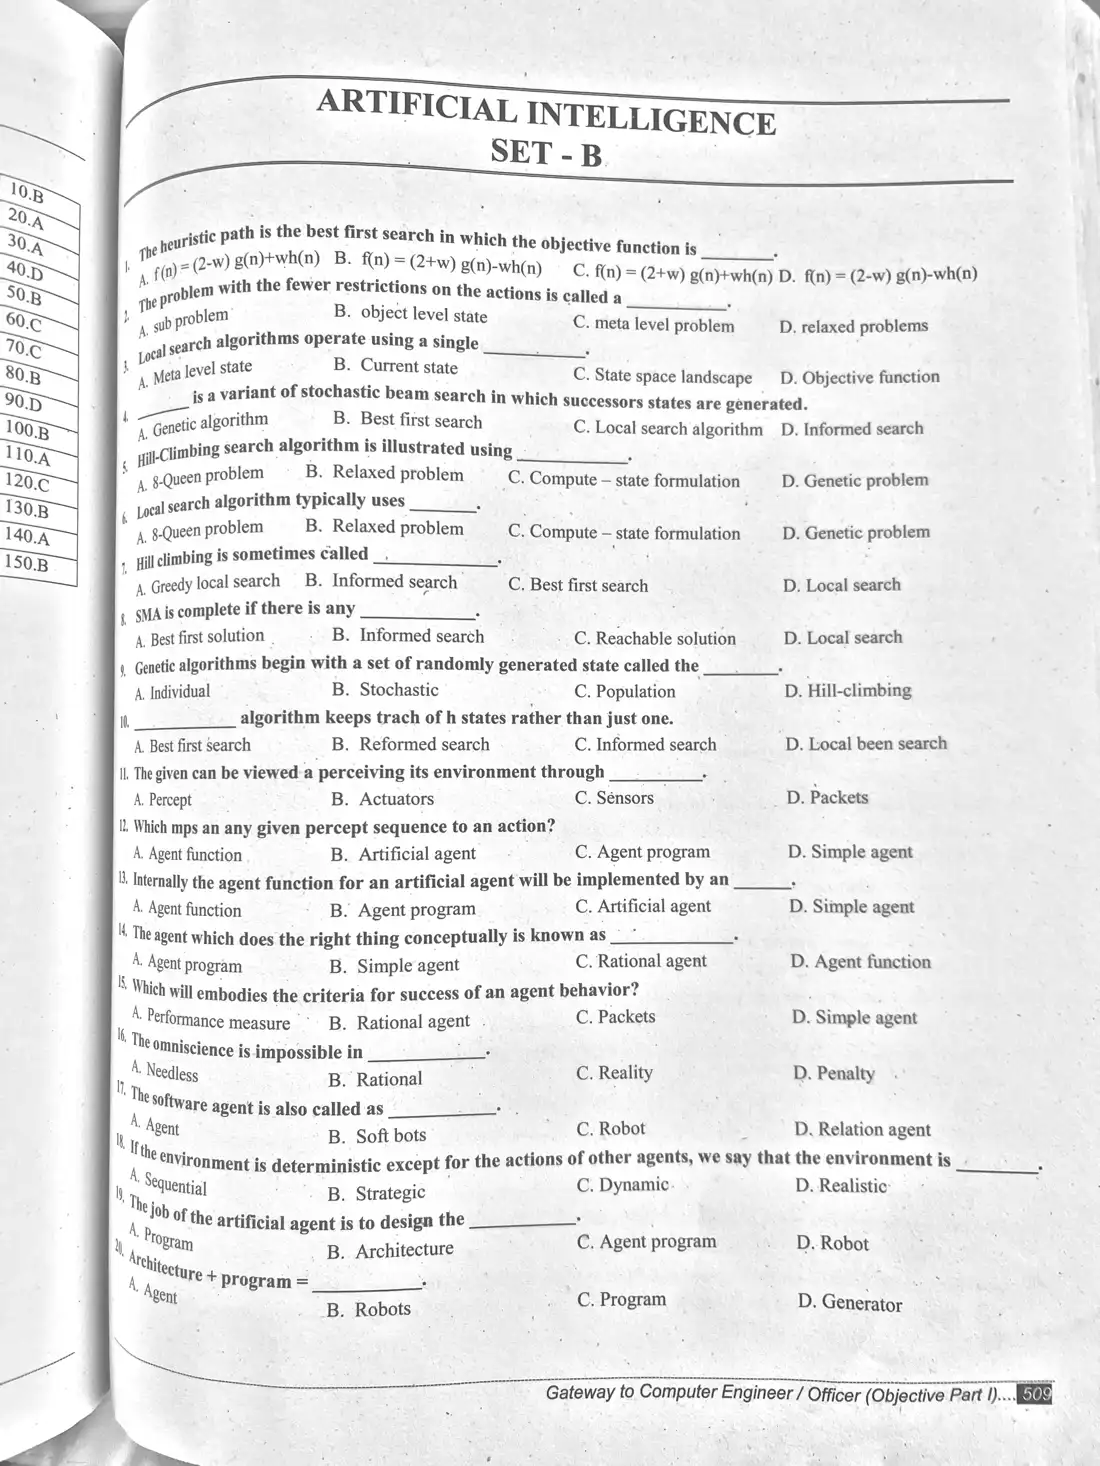 10.B
20.A
30.A
40.D
50.B
60.C
70.C
80.B
90.D
100.B
110.A
120.C
130.B
140.A
150.B
ARTIFICIAL INTELLIGENCE
SET - B
1. The heuristic path is the best first search in which the objective function is ________.
A. f(n) = (2-w) g(n)+wh(n) B. f(n) = (2+w) g(n)-wh(n) C. f(n) = (2+w) g(n)+wh(n) D. f(n) = (2-w) g(n)-wh(n)
2. The problem with the fewer restrictions on the actions is called a ________.
A. sub problem B. object level state C. meta level problem D. relaxed problems
3. Local search algorithms operate using a single ________.
A. Meta level state B. Current state C. State space landscape D. Objective function
4. ________ is a variant of stochastic beam search in which successors states are generated.
A. Genetic algorithm B. Best first search C. Local search algorithm D. Informed search
5. Hill-Climbing search algorithm is illustrated using ________.
A. 8-Queen problem B. Relaxed problem C. Compute – state formulation D. Genetic problem
6. Local search algorithm typically uses ________.
A. 8-Queen problem B. Relaxed problem C. Compute – state formulation D. Genetic problem
7. Hill climbing is sometimes called ________.
A. Greedy local search B. Informed search C. Best first search D. Local search
8. SMA is complete if there is any ________.
A. Best first solution B. Informed search C. Reachable solution D. Local search
9. Genetic algorithms begin with a set of randomly generated state called the ________.
A. Individual B. Stochastic C. Population D. Hill-climbing
10. ________ algorithm keeps trach of h states rather than just one.
A. Best first search B. Reformed search C. Informed search D. Local been search
11. The given can be viewed a perceiving its environment through ________.
A. Percept B. Actuators C. Sensors D. Packets
12. Which mps an any given percept sequence to an action?
A. Agent function B. Artificial agent C. Agent program D. Simple agent
13. Internally the agent function for an artificial agent will be implemented by an ______.
A. Agent function B. Agent program C. Artificial agent D. Simple agent
14. The agent which does the right thing conceptually is known as ________.
A. Agent program B. Simple agent C. Rational agent D. Agent function
15. Which will embodies the criteria for success of an agent behavior?
A. Performance measure B. Rational agent C. Packets D. Simple agent
16. The omniscience is impossible in ________.
A. Needless B. Rational C. Reality D. Penalty
17. The software agent is also called as ________.
A. Agent B. Soft bots C. Robot D. Relation agent
18. If the environment is deterministic except for the actions of other agents, we say that the environment is ________.
A. Sequential B. Strategic C. Dynamic D. Realistic
19. The job of the artificial agent is to design the ________.
A. Program B. Architecture C. Agent program D. Robot
20. Architecture + program = ________.
A. Agent B. Robots C. Program D. Generator
Gateway to Computer Engineer / Officer (Objective Part I).... 509